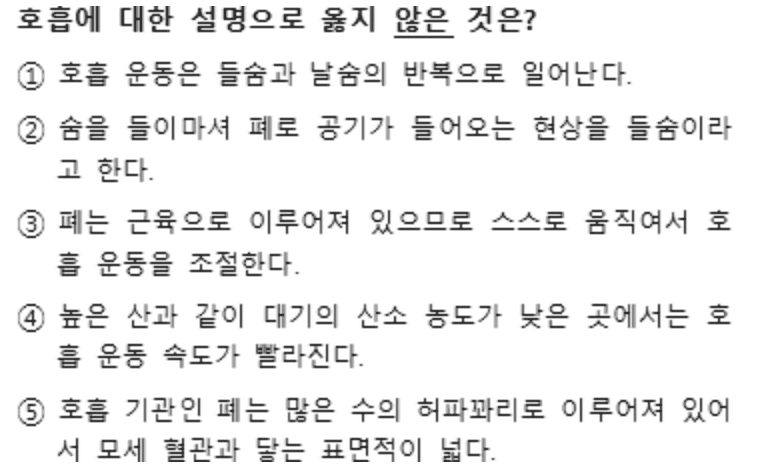 호흡에 대한 설명으로 옳지 않은 것은?
① 호흡 운동은 들숨과 날숨의 반복으로 일어난다.
② 숨을 들이마셔 폐로 공기가 들어오는 현상을 들숨이라
고 한다.
③ 폐는 근육으로 이루어져 있으므로 스스로 움직여서 호
흡 운동을 조절한다.
④ 높은 산과 같이 대기의 산소 농도가 낮은 곳에서는 호
흡 운동 속도가 빨라진다.
⑤ 호흡 기관인 폐는 많은 수의 허파꽈리로 이루어져 있어
서 모세 혈관과 닿는 표면적이 넓다.